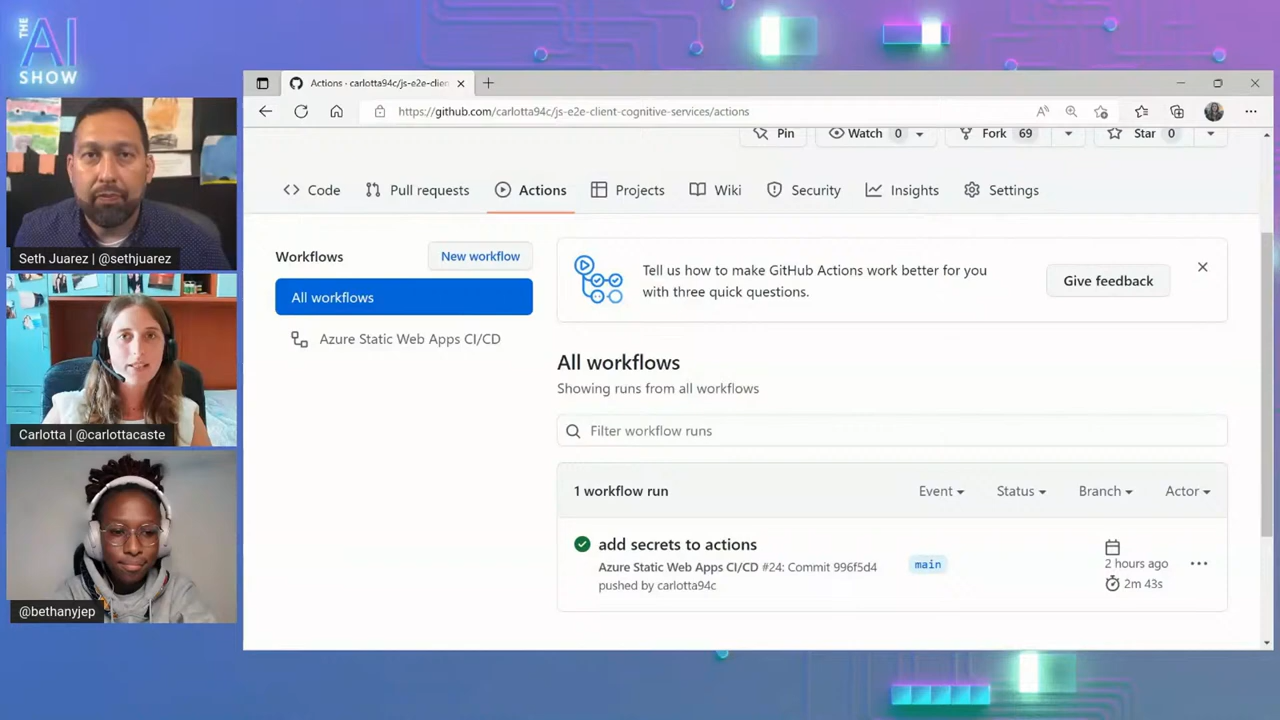 THE
AI
SHOW
Seth Juarez | @sethjuarez
Carlotta | @carlottacaste
@bethanyjep
Actions · carlotta94c/js-e2e-clien
https://github.com/carlotta94c/js-e2e-client-cognitive-services/actions
Pin
Watch 0
Fork 69
Star 0
Code
Pull requests
Actions
Projects
Wiki
Security
Insights
Settings
Workflows
New workflow
All workflows
Azure Static Web Apps CI/CD
Tell us how to make GitHub Actions work better for you
with three quick questions.
Give feedback
All workflows
Showing runs from all workflows
Filter workflow runs
1 workflow run
Event
Status
Branch
Actor
add secrets to actions
Azure Static Web Apps CI/CD #24: Commit 996f5d4
pushed by carlotta94c
main
2 hours ago
2m 43s